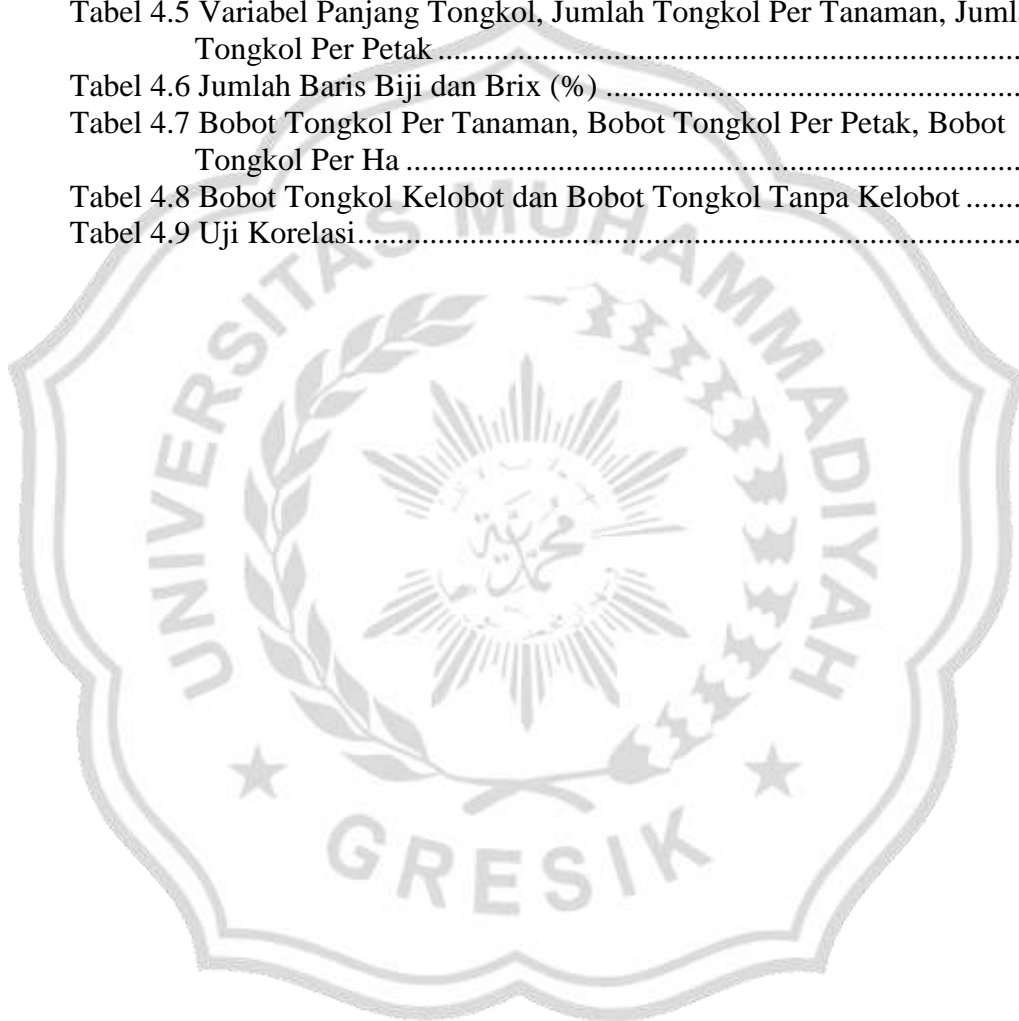 Tabel 4.5 Variabel Panjang Tongkol, Jumlah Tongkol Per Tanaman, Juml
Tongkol Per Petak ..........................................................................
Tabel 4.6 Jumlah Baris Biji dan Brix (%) .....................................................
Tabel 4.7 Bobot Tongkol Per Tanaman, Bobot Tongkol Per Petak, Bobot
Tongkol Per Ha ..............................................................................
Tabel 4.8 Bobot Tongkol Kelobot dan Bobot Tongkol Tanpa Kelobot .......
Tabel 4.9 Uji Korelasi....................................................................................
UNIVERSITAS MUHAMMADIYAH
GRESIK